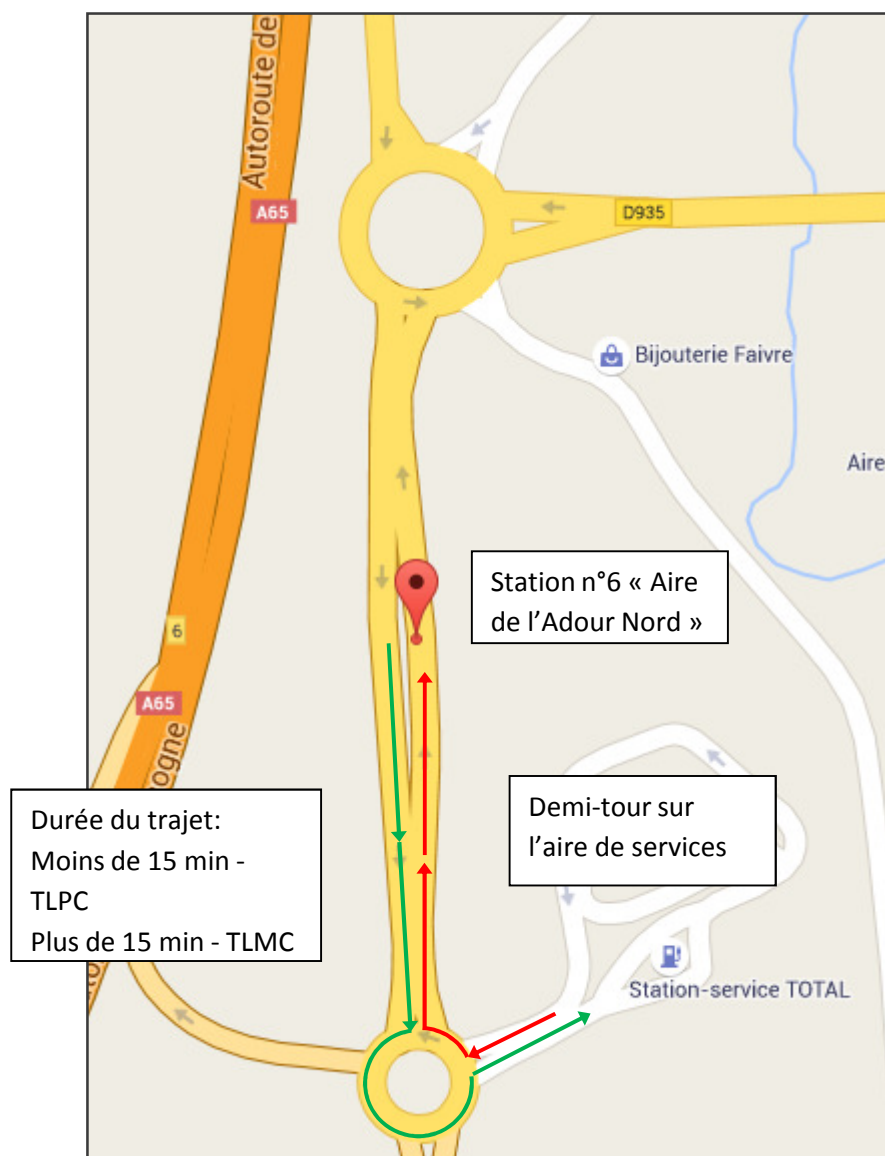 Autoroute de
A65
D935
Bijouterie Faivre
Aire
Station n°6 « Aire
de l'Adour Nord »
6
A65
ogne
Durée du trajet:
Moins de 15 min -
TLPC
Plus de 15 min - TLMC
Demi-tour sur
l'aire de services
Station-service TOTAL